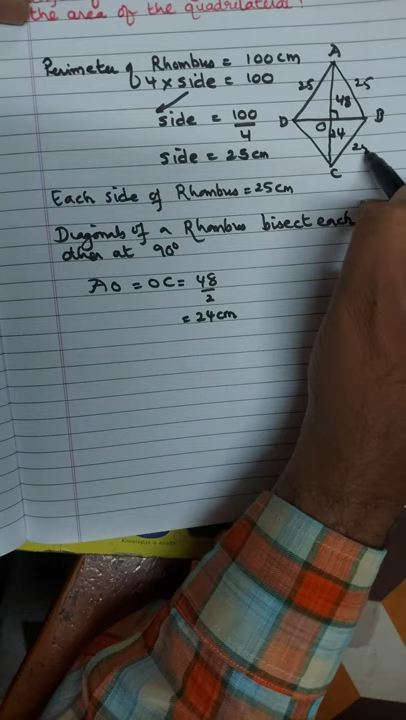 the area of the quadrilateral?
Perimeter of Rhombus = 100 cm
4 x side = 100
side = 100/4
side = 25 cm
Each side of Rhombus = 25 cm
Diagonals of a Rhombus bisect each
other at 90°
AO = OC = 48/2
= 24 cm
A
25
25
48
D
O
B
24
C